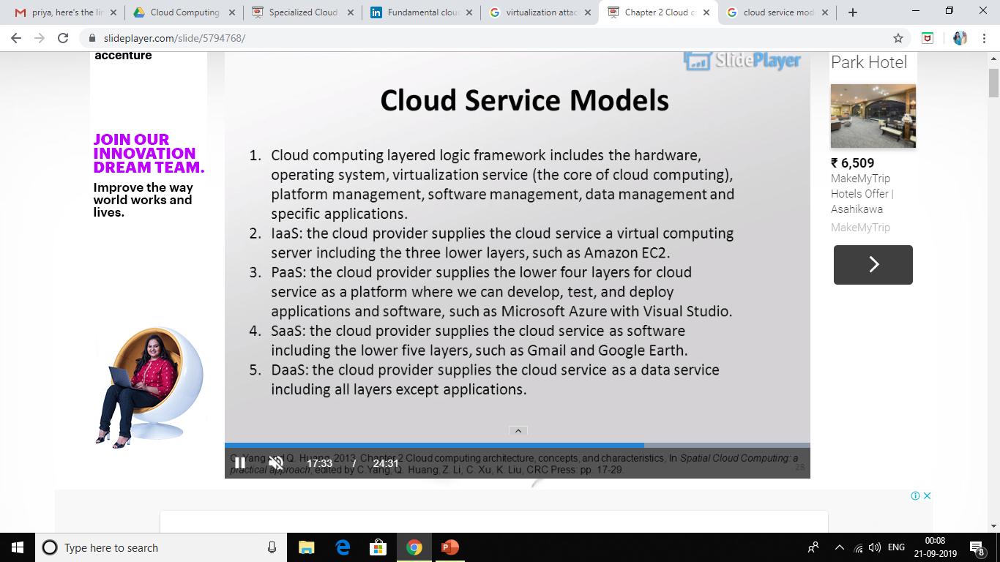 priya, here's the lin
Cloud Computing
Specialized Cloud
Fundamental clou
virtualization attac
Chapter 2 Cloud c
cloud service mod
slideplayer.com/slide/5794768/
accenture
JOIN OUR
INNOVATION
DREAM TEAM.
Improve the way
world works and
lives.
SlidePlayer
Cloud Service Models
1. Cloud computing layered logic framework includes the hardware,
operating system, virtualization service (the core of cloud computing),
platform management, software management, data management and
specific applications.
2. IaaS: the cloud provider supplies the cloud service a virtual computing
server including the three lower layers, such as Amazon EC2.
3. PaaS: the cloud provider supplies the lower four layers for cloud
service as a platform where we can develop, test, and deploy
applications and software, such as Microsoft Azure with Visual Studio.
4. SaaS: the cloud provider supplies the cloud service as software
including the lower five layers, such as Gmail and Google Earth.
5. DaaS: the cloud provider supplies the cloud service as a data service
including all layers except applications.
C. Yang and Q. Huang, 2013, Chapter 2 Cloud computing architecture, concepts, and characteristics, In Spatial Cloud Computing: a
practical approach, edited by C.Yang, Q. Huang, Z. Li, C. Xu, K. Liu, CRC Press: pp. 17-29.
28
17:33 / 24:31
Park Hotel
₹ 6,509
MakeMyTrip
Hotels Offer |
Asahikawa
MakeMyTrip
Type here to search
ENG
00:08
21-09-2019
8